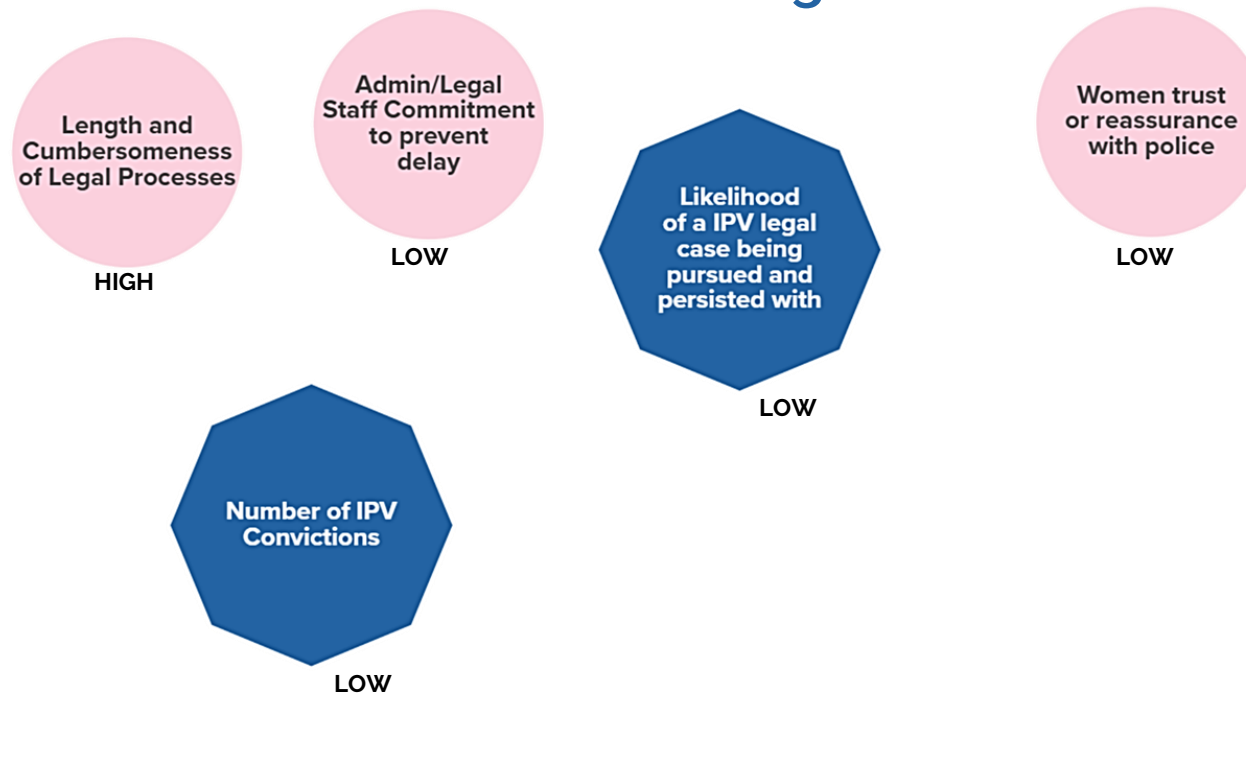 Length and
Cumbersomeness
of Legal Processes
HIGH
Admin/Legal
Staff Commitment
to prevent
delay
LOW
Likelihood
of a IPV legal
case being
pursued and
persisted with
LOW
Women trust
or reassurance
with police
LOW
Number of IPV
Convictions
LOW